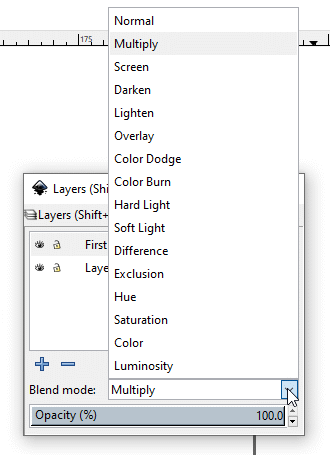 Normal
175
Multiply
Screen
Darken
Lighten
Overlay
Color Dodge
Color Burn
Layers (Shi
Hard Light
Layers (Shift+
Soft Light
First
Difference
Laye
Exclusion
Hue
Saturation
Color
Luminosity
Blend mode: Multiply
Opacity (%) 100.0